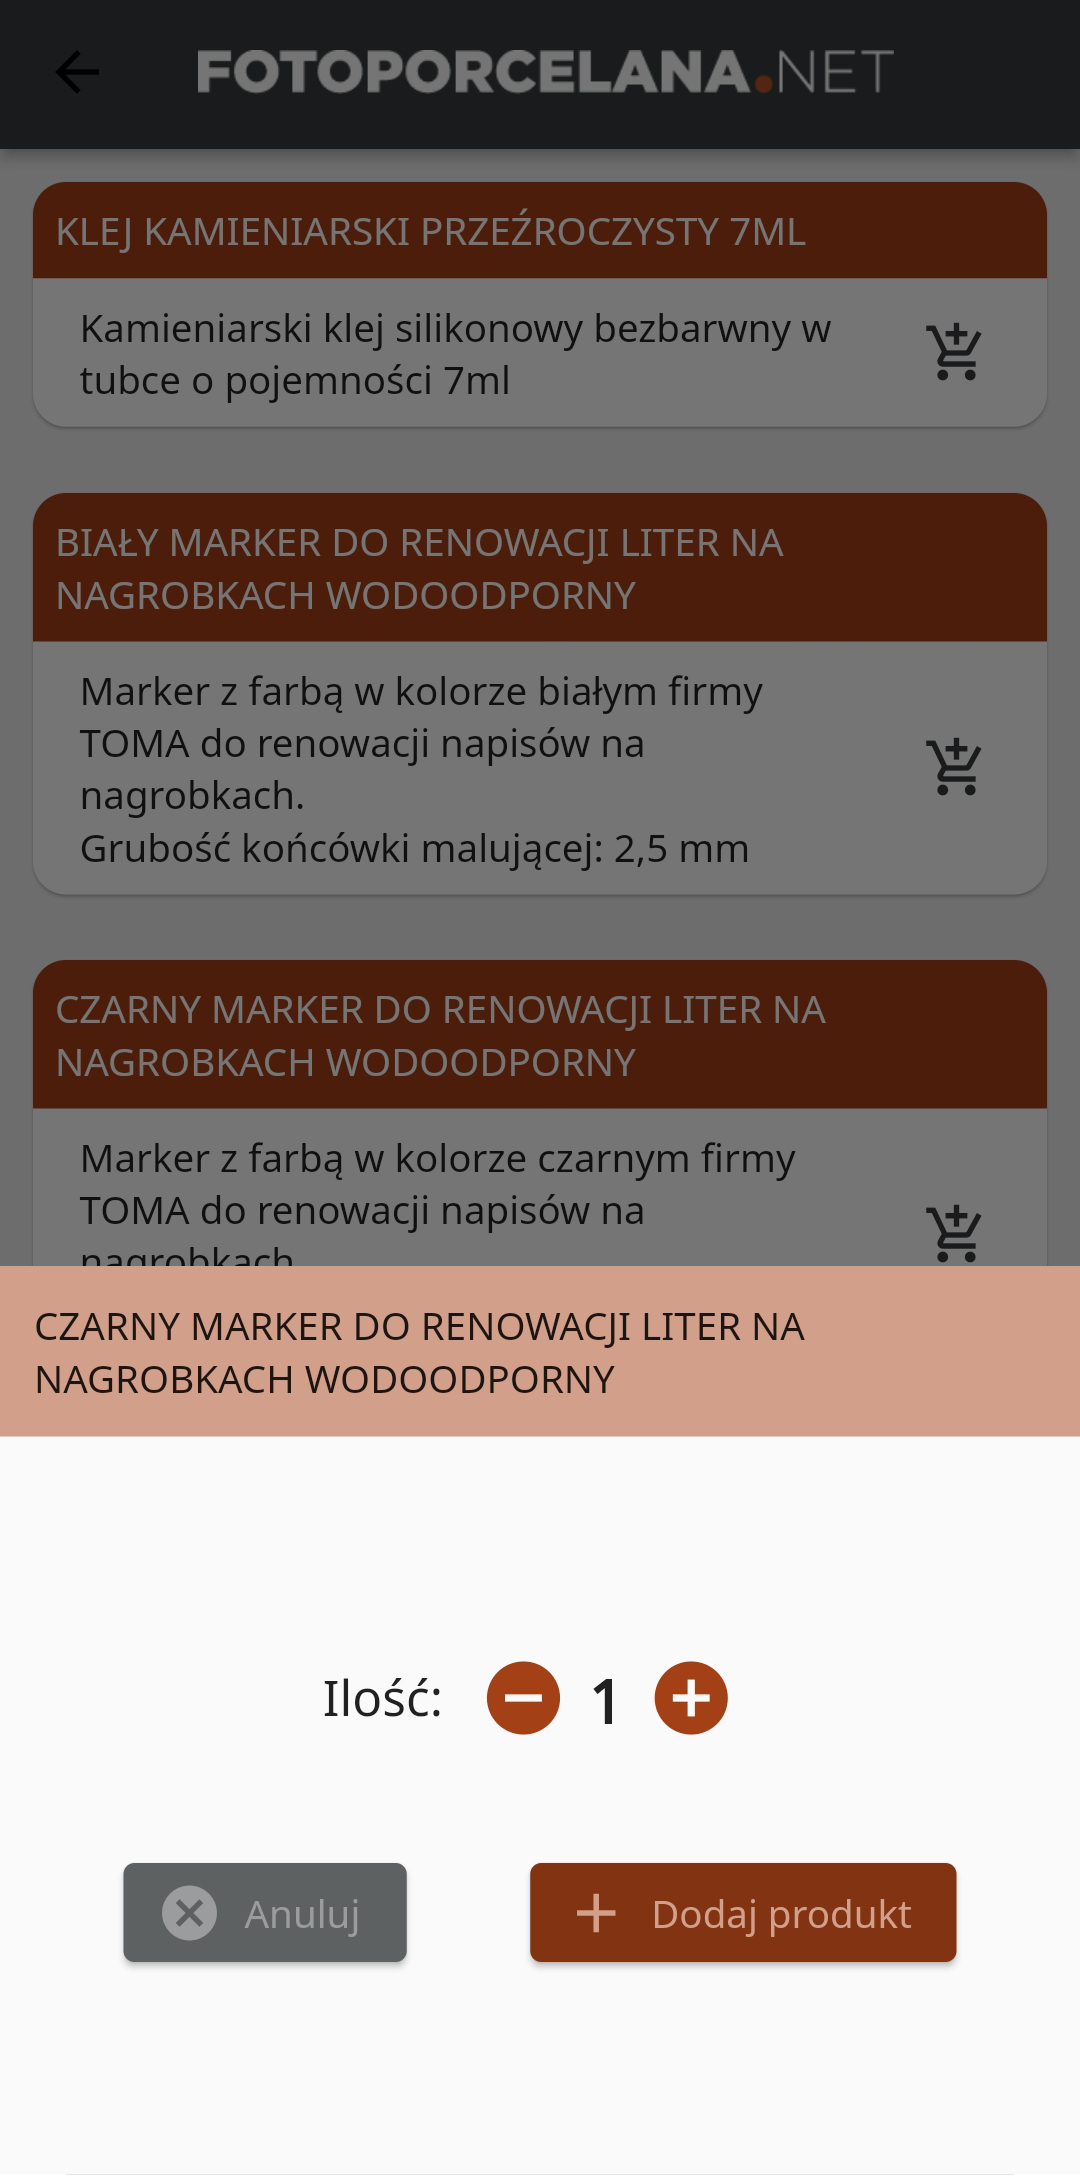 FOTOPORCELANA.NET
KLEJ KAMIENIARSKI PRZEŹROCZYSTY 7ML
Kamieniarski klej silikonowy bezbarwny w
tubce o pojemności 7ml
BIAŁY MARKER DO RENOWACJI LITER NA
NAGROBKACH WODOODPORNY
Marker z farbą w kolorze białym firmy
TOMA do renowacji napisów na
nagrobkach.
Grubość końcówki malującej: 2,5 mm
CZARNY MARKER DO RENOWACJI LITER NA
NAGROBKACH WODOODPORNY
Marker z farbą w kolorze czarnym firmy
TOMA do renowacji napisów na
nagrobkach
CZARNY MARKER DO RENOWACJI LITER NA
NAGROBKACH WODOODPORNY
Ilość: 1
Anuluj
Dodaj produkt